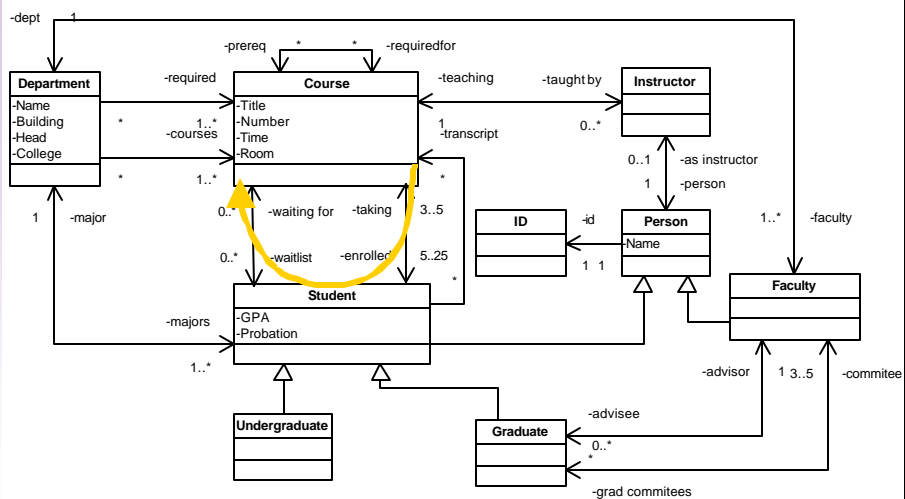 -dept
1
-prereq
*
*
-requiredfor
Department
-Name
-Building
-Head
-College
-required
*
1..*
-courses
*
1..*
Course
-Title
-Number
-Time
-Room
-teaching
1
-taught by
0..*
Instructor
-transcript
*
0..1
-as instructor
1
-person
1
-major
0..*
-waiting for
-taking
3..5
0..*
-waitlist
-enrolled
5..25
*
ID
-id
1
1
Person
-Name
1..*
-faculty
Faculty
Student
-GPA
-Probation
-majors
1..*
-advisor
1
3..5
-commitee
Undergraduate
Graduate
-advisee
0..*
*
-grad commitees